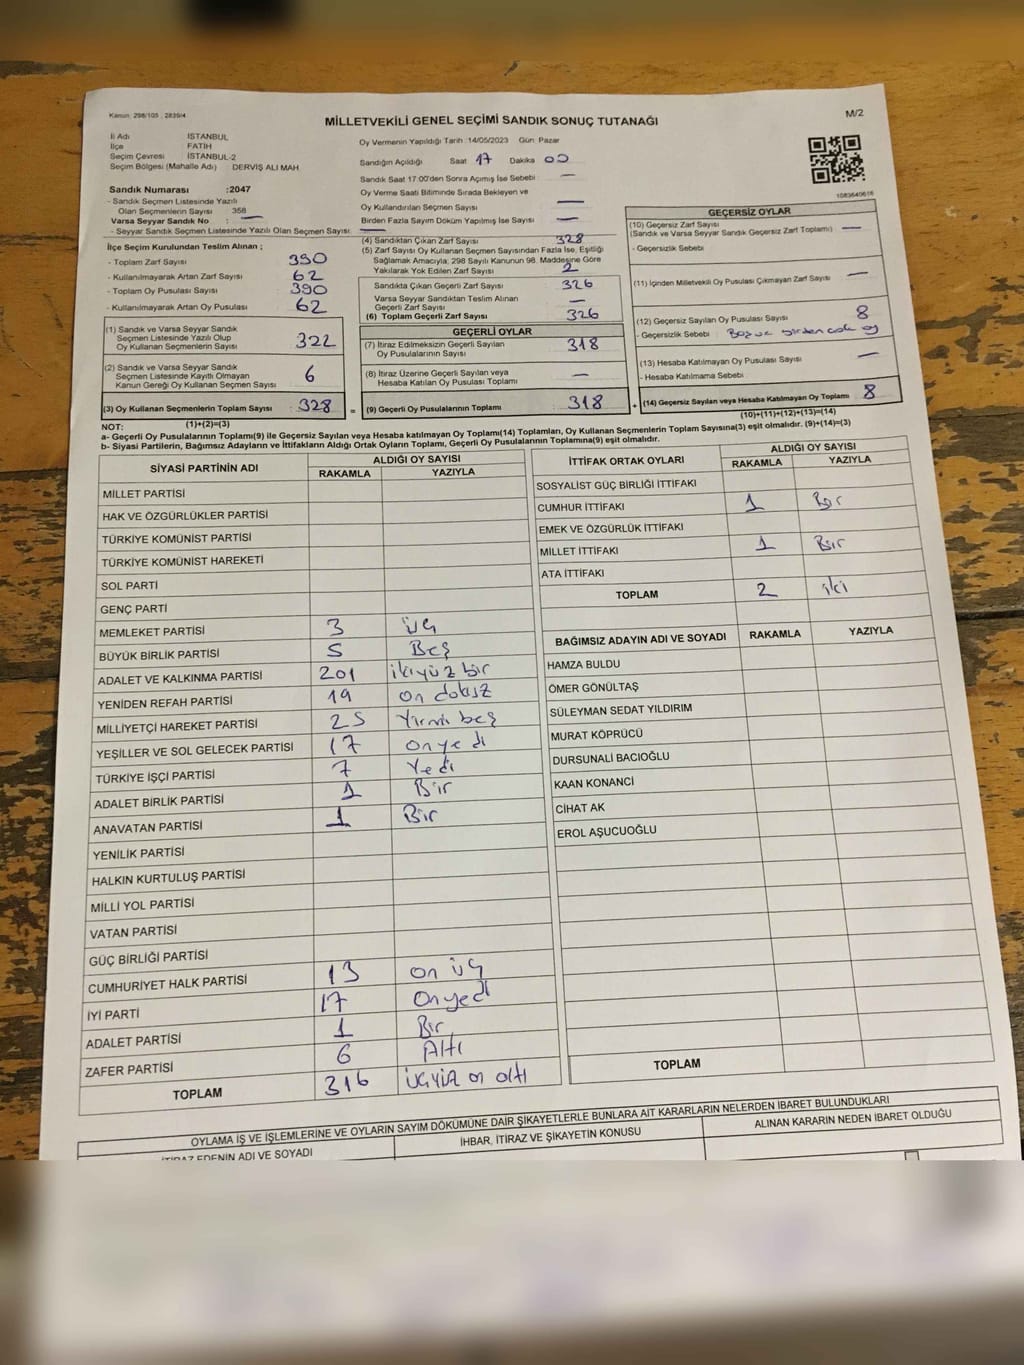 Kanun: 298/105 , 2839/4
MİLLETVEKİLİ GENEL SEÇİMİ SANDIK SONUÇ TUTANAĞI
M/2
İl Adı İSTANBUL
İlçe FATİH
Seçim Çevresi İSTANBUL-2
Seçim Bölgesi (Mahalle Adı) DERVİŞ ALİ MAH.
Sandık Numarası :2047
- Sandık Seçmen Listesinde Yazılı
Olan Seçmenlerin Sayısı 358
Varsa Seyyar Sandık No : —
- Seyyar Sandık Seçmen Listesinde Yazılı Olan Seçmen Sayısı: —
Oy Vermenin Yapıldığı Tarih :14/05/2023 Gün: Pazar
Sandığın Açıldığı Saat 17 Dakika 00
Sandık Saat 17:00'den Sonra Açımış İse Sebebi : —
Oy Verme Saati Bitiminde Sırada Bekleyen ve
Oy Kullandırılan Seçmen Sayısı —
Birden Fazla Sayım Döküm Yapılmış İse Sayısı —
1083640616
İlçe Seçim Kurulundan Teslim Alınan ;
- Toplam Zarf Sayısı 390
- Kullanılmayarak Artan Zarf Sayısı 62
- Toplam Oy Pusulası Sayısı 390
- Kullanılmayarak Artan Oy Pusulası 62
(1) Sandık ve Varsa Seyyar Sandık
Seçmen Listesinde Yazılı Olup
Oy Kullanan Seçmenlerin Sayısı 322
(2) Sandık ve Varsa Seyyar Sandık
Seçmen Listesinde Kayıtlı Olmayan
Kanun Gereği Oy Kullanan Seçmen Sayısı 6
(3) Oy Kullanan Seçmenlerin Toplam Sayısı 328
(1)+(2)=(3)
(4) Sandıktan Çıkan Zarf Sayısı 328
(5) Zarf Sayısı Oy Kullanan Seçmen Sayısından Fazla İse, Eşitliği
Sağlamak Amacıyla; 298 Sayılı Kanunun 98. Maddesine Göre
Yakılarak Yok Edilen Zarf Sayısı 2
Sandıkta Çıkan Geçerli Zarf Sayısı 326
Varsa Seyyar Sandıktan Teslim Alınan
Geçerli Zarf Sayısı —
(6) Toplam Geçerli Zarf Sayısı 326
GEÇERLİ OYLAR
(7) İtiraz Edilmeksizin Geçerli Sayılan
Oy Pusulalarının Sayısı 318
(8) İtiraz Üzerine Geçerli Sayılan veya
Hesaba Katılan Oy Pusulası Toplamı —
= (9) Geçerli Oy Pusulalarının Toplamı 318
GEÇERSİZ OYLAR
(10) Geçersiz Zarf Sayısı
(Sandık ve Varsa Seyyar Sandık Geçersiz Zarf Toplamı) —
- Geçersizlik Sebebi
(11) İçinden Milletvekili Oy Pusulası Çıkmayan Zarf Sayısı —
(12) Geçersiz Sayılan Oy Pusulası Sayısı 8
- Geçersizlik Sebebi
(13) Hesaba Katılmayan Oy Pusulası Sayısı —
- Hesaba Katılmama Sebebi
+ (14) Geçersiz Sayılan veya Hesaba Katılmayan Oy Toplamı 8
(10)+(11)+(12)+(13)=(14)
NOT:
a- Geçerli Oy Pusulalarının Toplamı(9) ile Geçersiz Sayılan veya Hesaba katılmayan Oy Toplamı(14) Toplamları, Oy Kullanan Seçmenlerin Toplam Sayısına(3) eşit olmalıdır. (9)+(14)=(3)
b- Siyasi Partilerin, Bağımsız Adayların ve İttifakların Aldığı Ortak Oyların Toplamı, Geçerli Oy Pusulalarının Toplamına(9) eşit olmalıdır.
SİYASİ PARTİNİN ADI ALDIĞI OY SAYISI
RAKAMLA YAZIYLA
MİLLET PARTİSİ
HAK VE ÖZGÜRLÜKLER PARTİSİ
TÜRKİYE KOMÜNİST PARTİSİ
TÜRKİYE KOMÜNİST HAREKETİ
SOL PARTİ
GENÇ PARTİ
MEMLEKET PARTİSİ 3 üç
BÜYÜK BİRLİK PARTİSİ 5 Beş
ADALET VE KALKINMA PARTİSİ 201 ikiyüz bir
YENİDEN REFAH PARTİSİ 19 on dokuz
MİLLİYETÇİ HAREKET PARTİSİ 25 Yirmi beş
YEŞİLLER VE SOL GELECEK PARTİSİ 17 onyedi
TÜRKİYE İŞÇİ PARTİSİ 7 Yedi
ADALET BİRLİK PARTİSİ 1 Bir
ANAVATAN PARTİSİ 1 Bir
YENİLİK PARTİSİ
HALKIN KURTULUŞ PARTİSİ
MİLLİ YOL PARTİSİ
VATAN PARTİSİ
GÜÇ BİRLİĞİ PARTİSİ
CUMHURİYET HALK PARTİSİ 13 on üç
İYİ PARTİ 17 Onyedi
ADALET PARTİSİ 1 Bir
ZAFER PARTİSİ 6 Altı
TOPLAM 316 üçyüz on altı
İTTİFAK ORTAK OYLARI ALDIĞI OY SAYISI
RAKAMLA YAZIYLA
SOSYALİST GÜÇ BİRLİĞİ İTTİFAKI
CUMHUR İTTİFAKI 1 Bir
EMEK VE ÖZGÜRLÜK İTTİFAKI
MİLLET İTTİFAKI 1 Bir
ATA İTTİFAKI
TOPLAM 2 iki
BAĞIMSIZ ADAYIN ADI VE SOYADI RAKAMLA YAZIYLA
HAMZA BULDU
ÖMER GÖNÜLTAŞ
SÜLEYMAN SEDAT YILDIRIM
MURAT KÖPRÜCÜ
DURSUNALİ BACIOĞLU
KAAN KONANCİ
CİHAT AK
EROL AŞUCUOĞLU
TOPLAM
OYLAMA İŞ VE İŞLEMLERİNE VE OYLARIN SAYIM DÖKÜMÜNE DAİR ŞİKAYETLERLE BUNLARA AİT KARARLARIN NELERDEN İBARET BULUNDUKLARI
İTİRAZ EDENİN ADI VE SOYADI İHBAR, İTİRAZ VE ŞİKAYETİN KONUSU ALINAN KARARIN NEDEN İBARET OLDUĞU